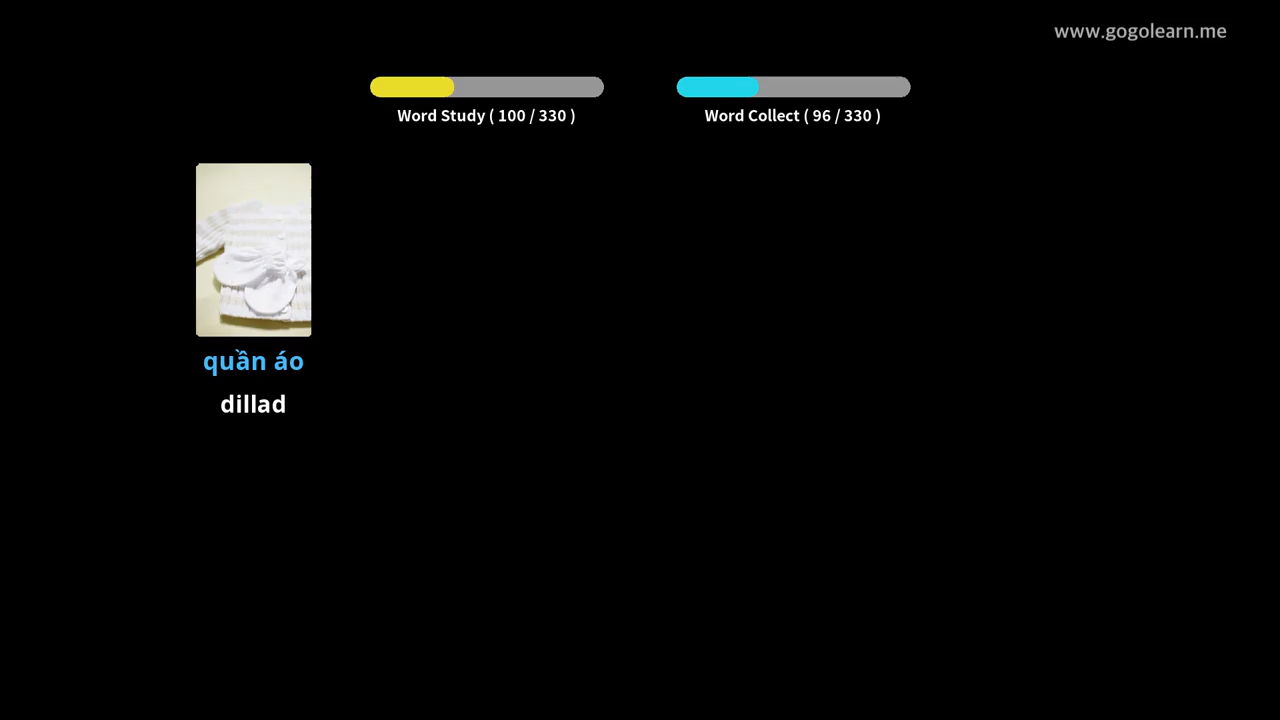 www.gogolearn.me
Word Study ( 100 / 330 )
Word Collect ( 96 / 330 )
quần áo
dillad